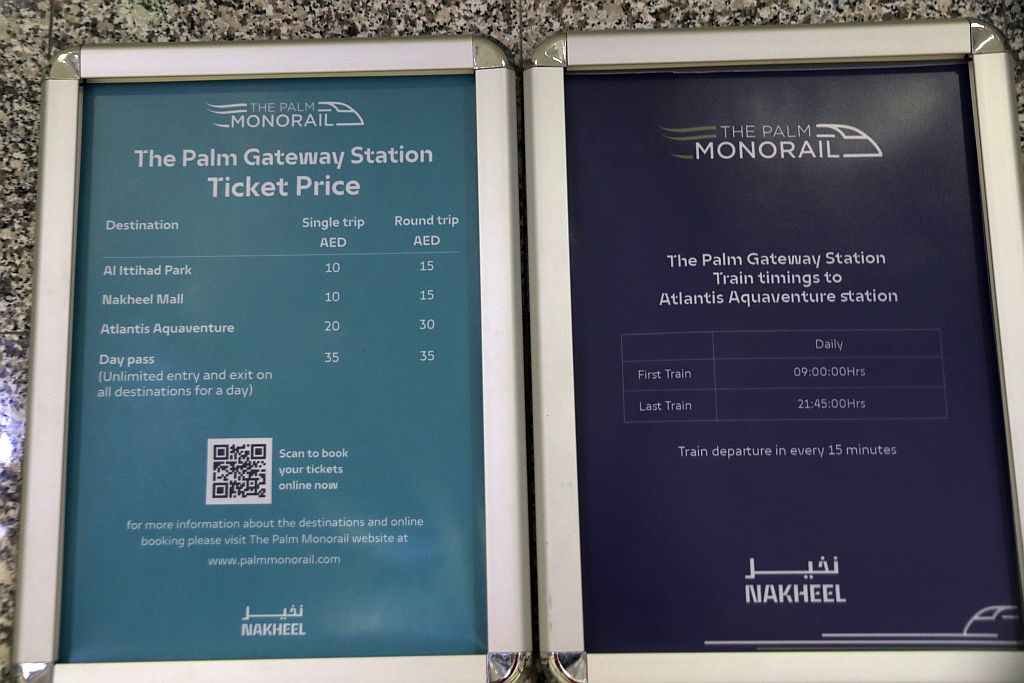 THE PALM
MONORAIL
The Palm Gateway Station
Ticket Price
Destination Single trip AED Round trip AED
Al Ittihad Park 10 15
Nakheel Mall 10 15
Atlantis Aquaventure 20 30
Day pass 35 35
(Unlimited entry and exit on
all destinations for a day)
Scan to book
your tickets
online now
for more information about the destinations and online
booking please visit The Palm Monorail website at
www.palmmonorail.com
نخيل
NAKHEEL
THE PALM
MONORAIL
The Palm Gateway Station
Train timings to
Atlantis Aquaventure station
Daily
First Train 09:00:00Hrs
Last Train 21:45:00Hrs
Train departure in every 15 minutes
نخيل
NAKHEEL